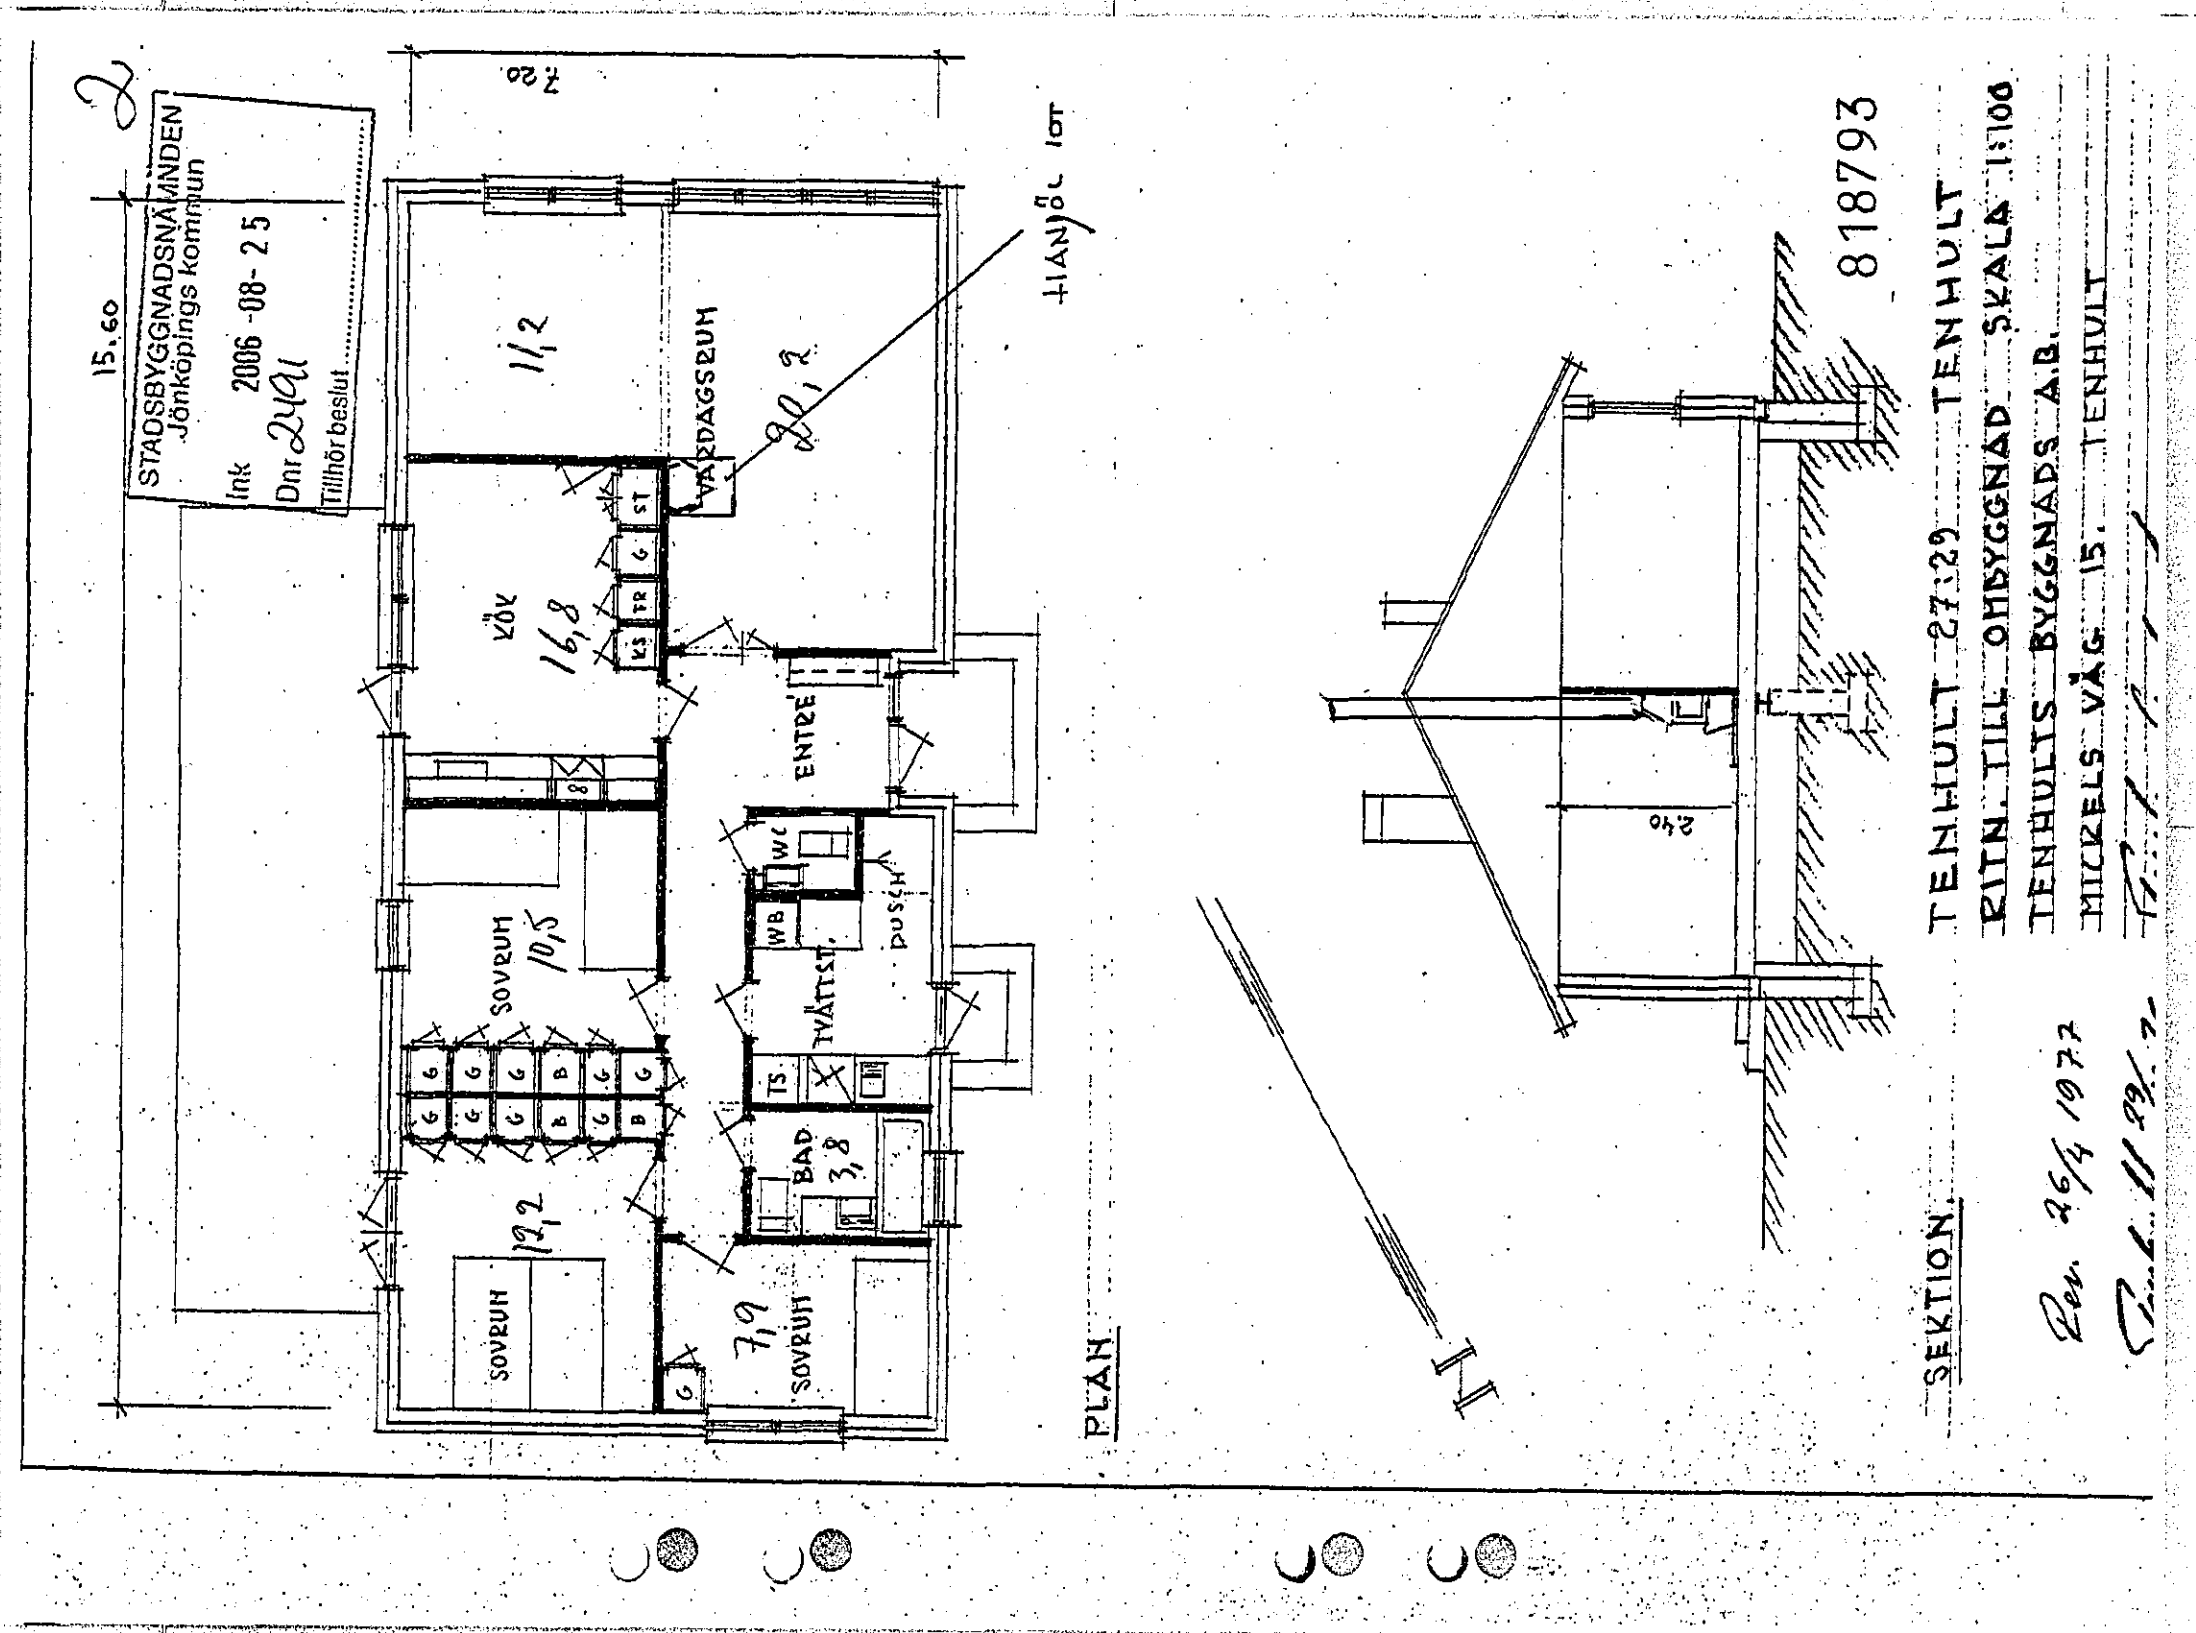 2
STADSBYGGNADSNÄMNDEN
Jönköpings kommun
Ink 2006 -08- 25
Dnr 2491
Tillhör beslut
15.60
7.20
11,2
KÖK
16,8
VARDAGSRUM
20,2
ST
G
FR
KS
ENTRÉ
SOVRUM
10,5
WC
WB
DUSCH
TVÄTTST.
TS
G G G B G G
G G G B G B
SOVRUM
12,2
BAD
3,8
7,9
SOVRUM
G
PLAN
2.40
SEKTION.
818793
TENHULT 27:29 TENHULT
RITN. TILL OMBYGGNAD SKALA 1:100
TENHULTS BYGGNADS A.B.
MICKELS VÄG 15. TENHULT
Rev. 26/4 1977